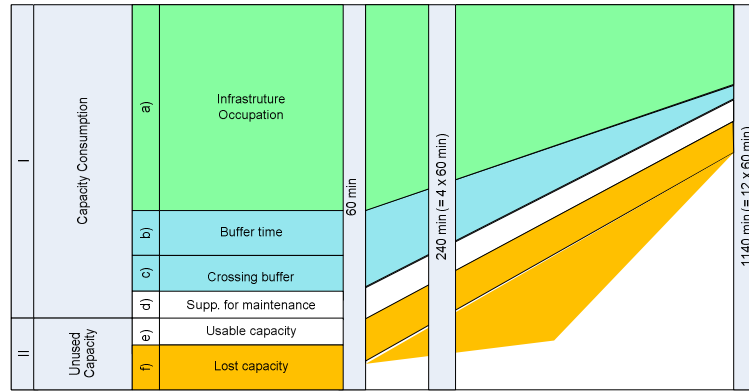 I
Capacity Consumption
a)
Infrastruture
Occupation
b)
Buffer time
c)
Crossing buffer
d)
Supp. for maintenance
II
Unused
Capacity
e)
Usable capacity
f)
Lost capacity
60 min
240 min (= 4 x 60 min)
1140 min (= 12 x 60 min)